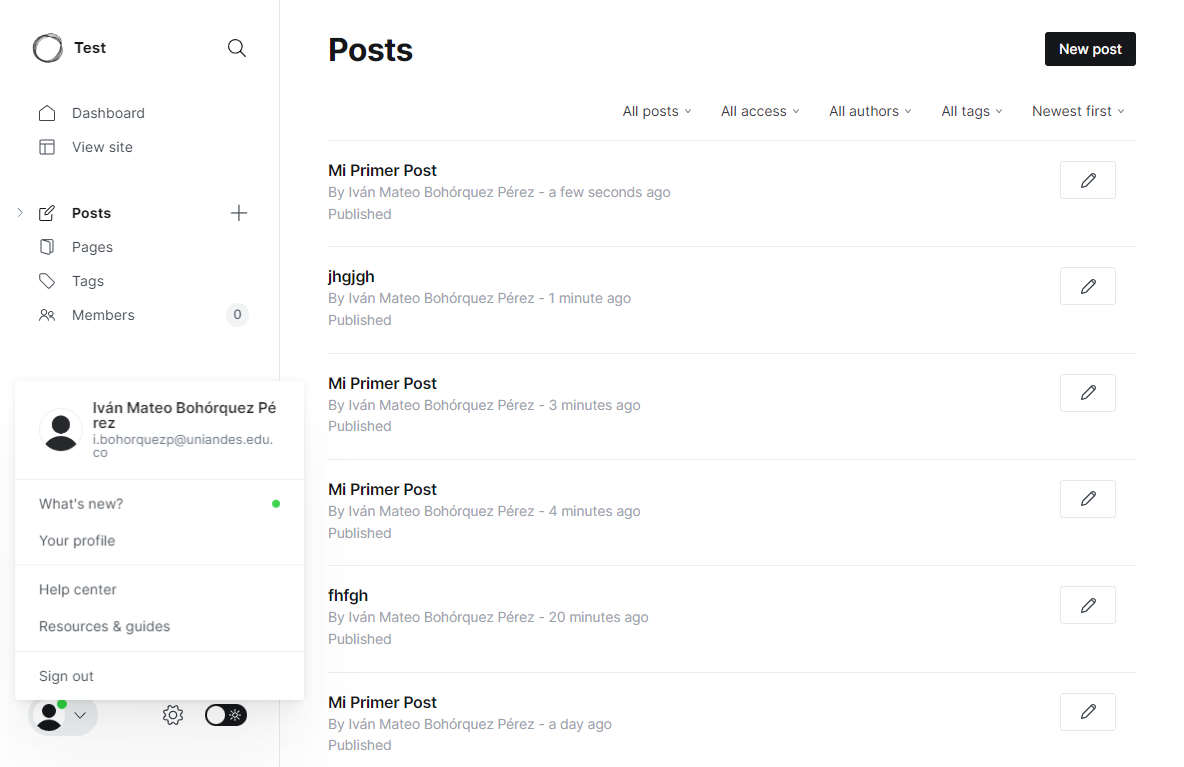 Test
Dashboard
View site
Posts
Pages
Tags
Members
0
Iván Mateo Bohórquez Pé
rez
i.bohorquezp@uniandes.edu.
co
What's new?
Your profile
Help center
Resources & guides
Sign out
Posts
New post
All posts
All access
All authors
All tags
Newest first
Mi Primer Post
By Iván Mateo Bohórquez Pérez - a few seconds ago
Published
jhgjgh
By Iván Mateo Bohórquez Pérez - 1 minute ago
Published
Mi Primer Post
By Iván Mateo Bohórquez Pérez - 3 minutes ago
Published
Mi Primer Post
By Iván Mateo Bohórquez Pérez - 4 minutes ago
Published
fhfgh
By Iván Mateo Bohórquez Pérez - 20 minutes ago
Published
Mi Primer Post
By Iván Mateo Bohórquez Pérez - a day ago
Published